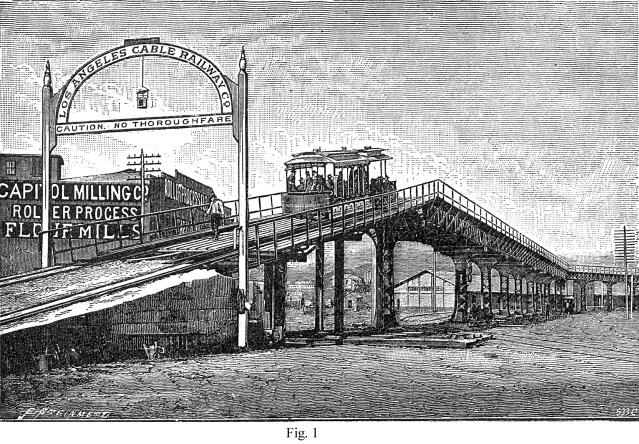 LOS ANGELES CABLE RAILWAY CO
CAUTION. NO THOROUGHFARE
CAPITOL MILLING CO
ROLLER PROCESS
FLOUR MILLS
Fig. 1